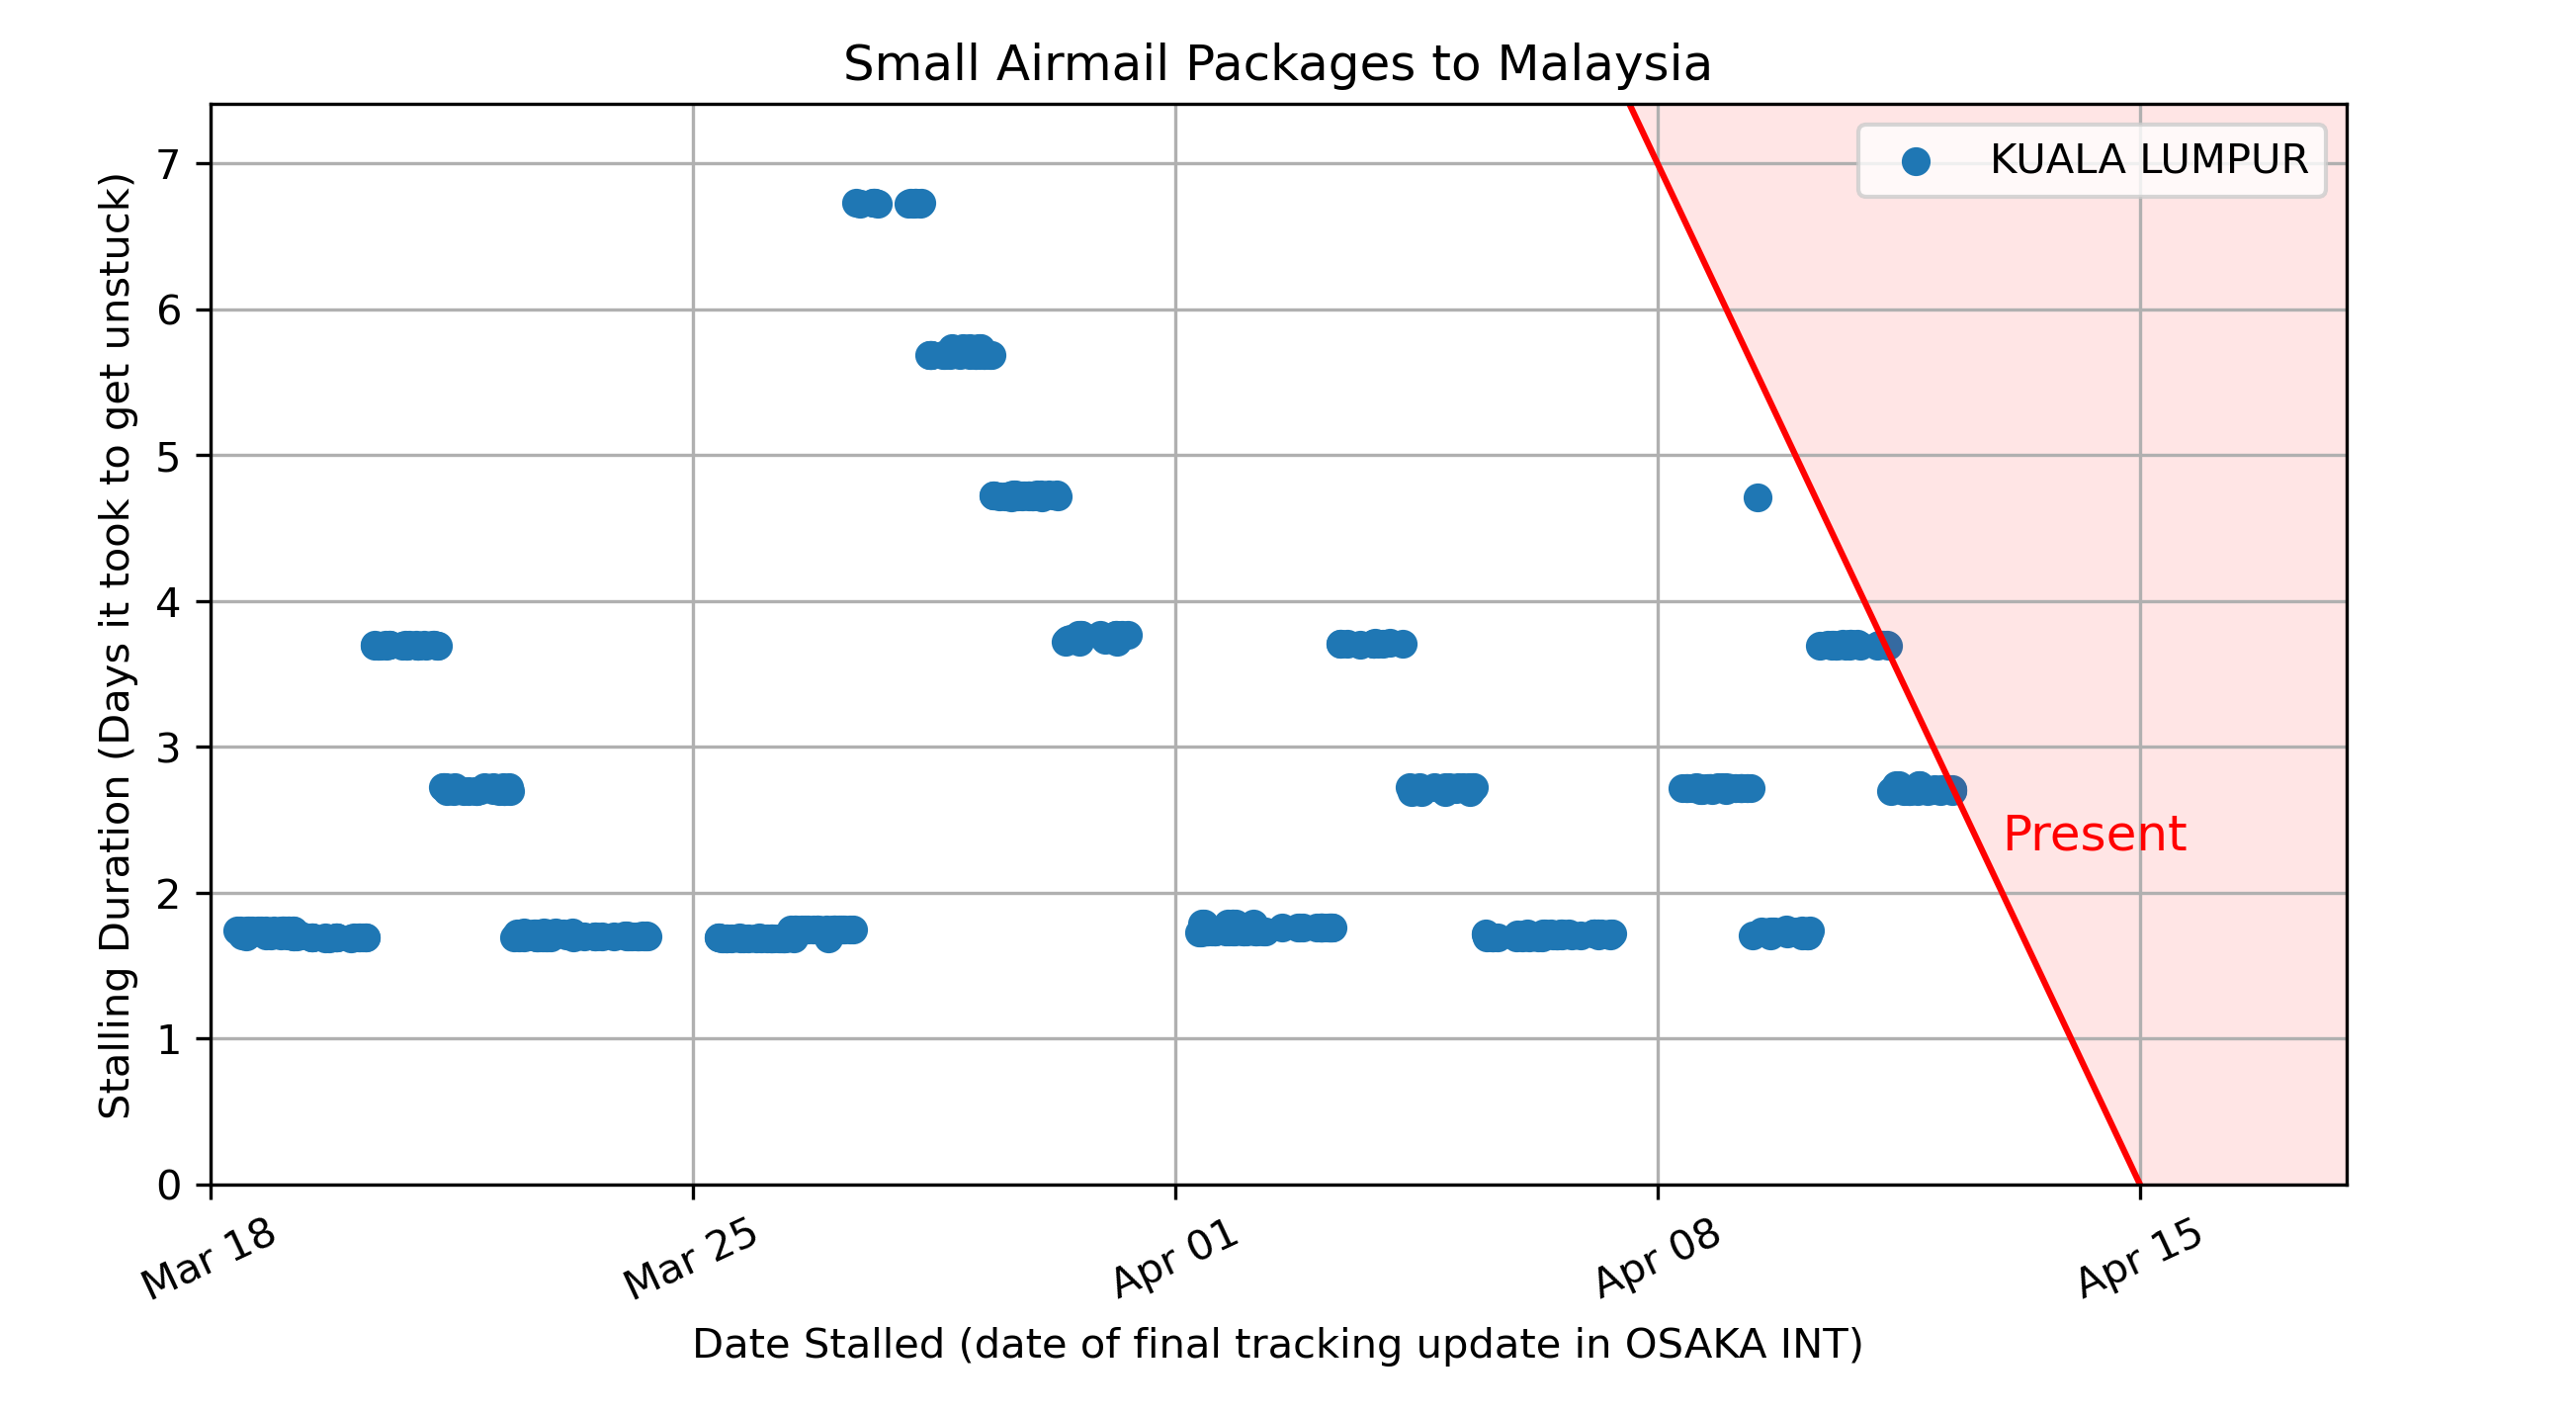 Small Airmail Packages to Malaysia
KUALA LUMPUR
Stalling Duration (Days it took to get unstuck)
7
6
5
4
3
2
1
0
Present
Mar 18
Mar 25
Apr 01
Apr 08
Apr 15
Date Stalled (date of final tracking update in OSAKA INT)